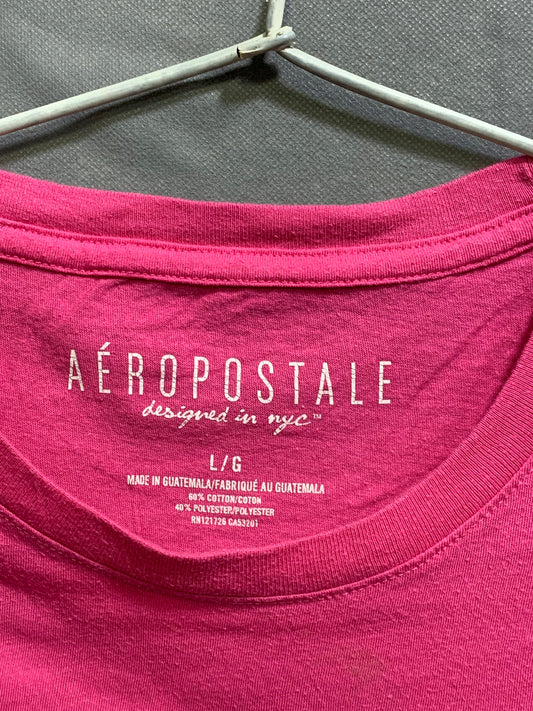 AÉROPOSTALE
designed in nyc™
L/G
MADE IN GUATEMALA/FABRIQUÉ AU GUATEMALA
60% COTTON/COTON
40% POLYESTER/POLYESTER
RN121726 CA53201